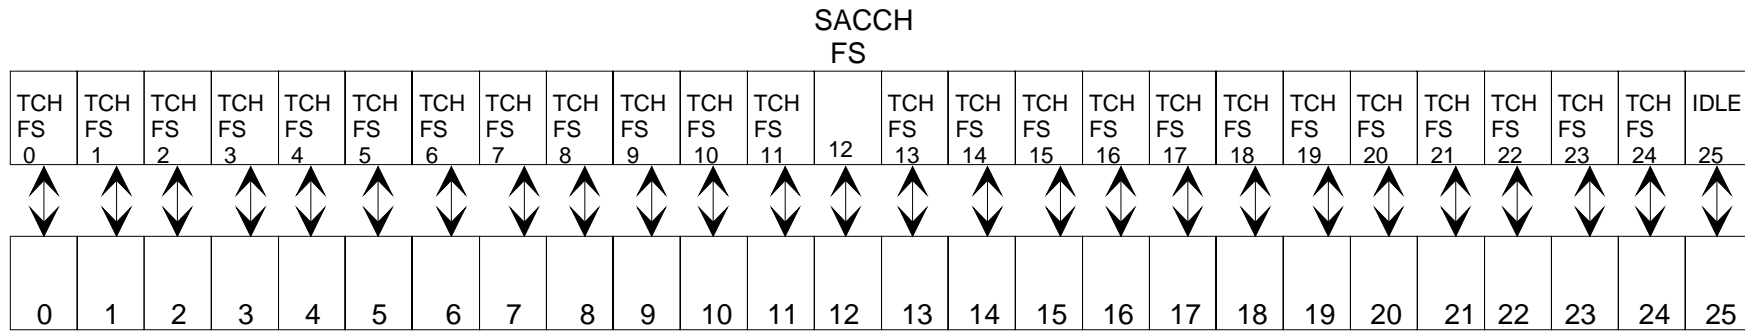 SACCH
FS
TCH TCH TCH TCH TCH TCH TCH TCH TCH TCH TCH TCH TCH TCH TCH TCH TCH TCH TCH TCH TCH TCH TCH TCH IDLE
FS FS FS FS FS FS FS FS FS FS FS FS FS FS FS FS FS FS FS FS FS FS FS FS
0 1 2 3 4 5 6 7 8 9 10 11 12 13 14 15 16 17 18 19 20 21 22 23 24 25
0 1 2 3 4 5 6 7 8 9 10 11 12 13 14 15 16 17 18 19 20 21 22 23 24 25